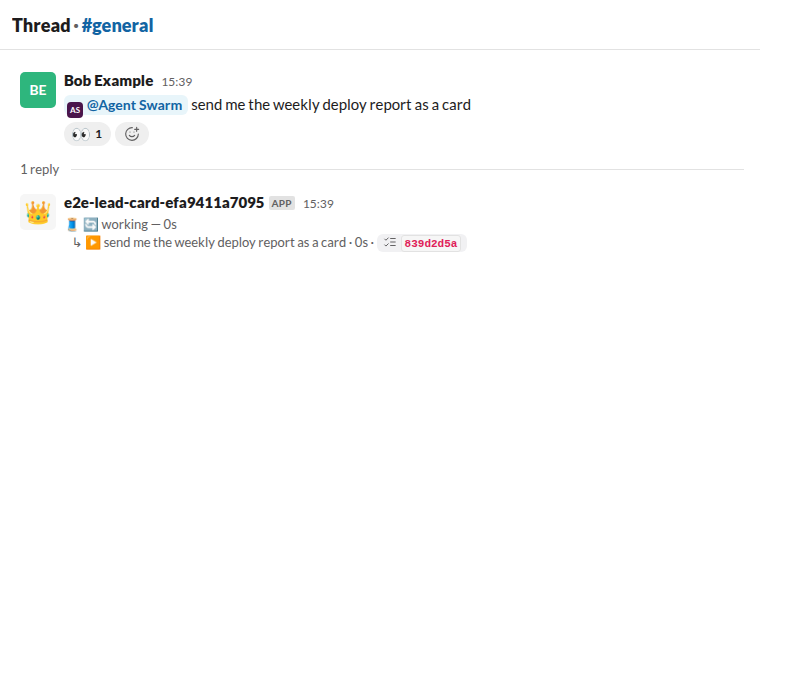 Thread • #general
BE
Bob Example 15:39
AS @Agent Swarm send me the weekly deploy report as a card
👀 1
1 reply
e2e-lead-card-efa9411a7095 APP 15:39
🧵 🔄 working — 0s
↳ ▶️ send me the weekly deploy report as a card · 0s · 839d2d5a